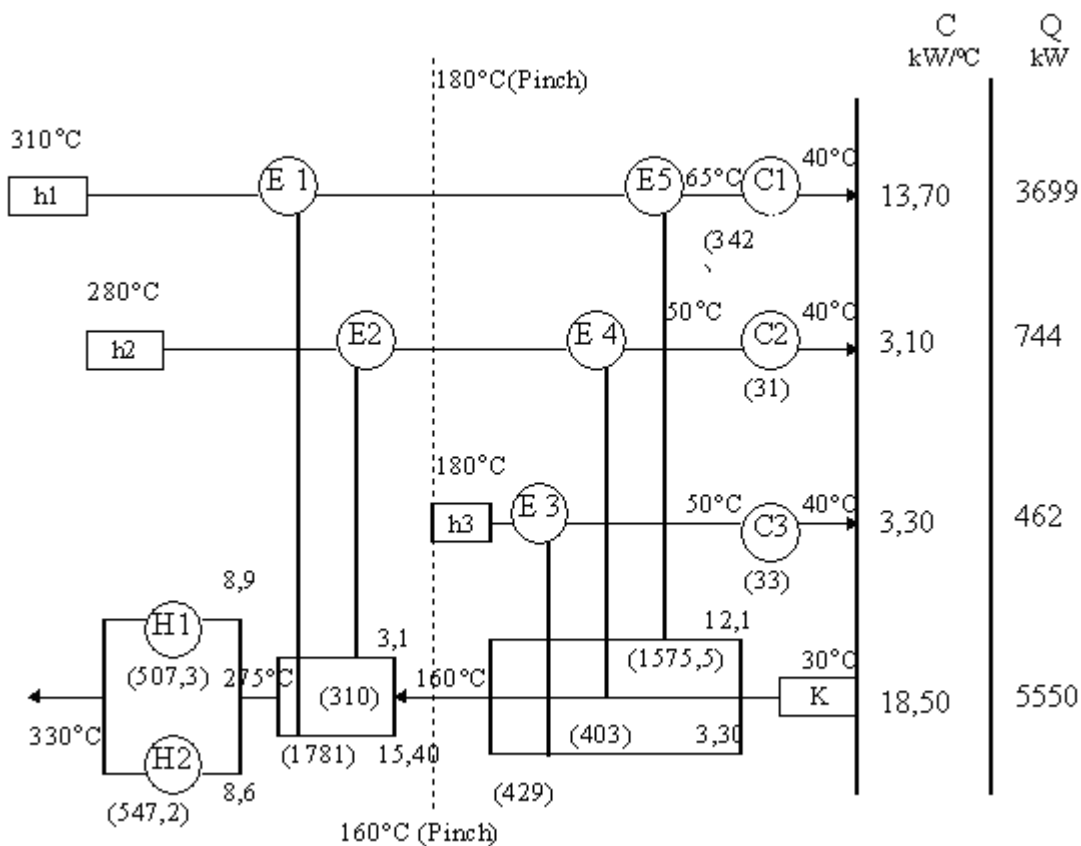 C Q
kW/ºC kW
180°C(Pinch)
310°C
40°C
E 1 E5 65°C C1
h1 13,70 3699
(342
280°C
50°C 40°C
E2 E 4 C2
h2 3,10 744
(31)
180°C
E 3 50°C 40°C
h3 C3 3,30 462
(33)
8,9
H1 3,1 12,1
(507,3) 275°C (310) 160°C (1575,5) 30°C
K 18,50 5550
330°C
H2 (1781) 15,40 (403) 3,30
(547,2) 8,6 (429)
160°C (Pinch)